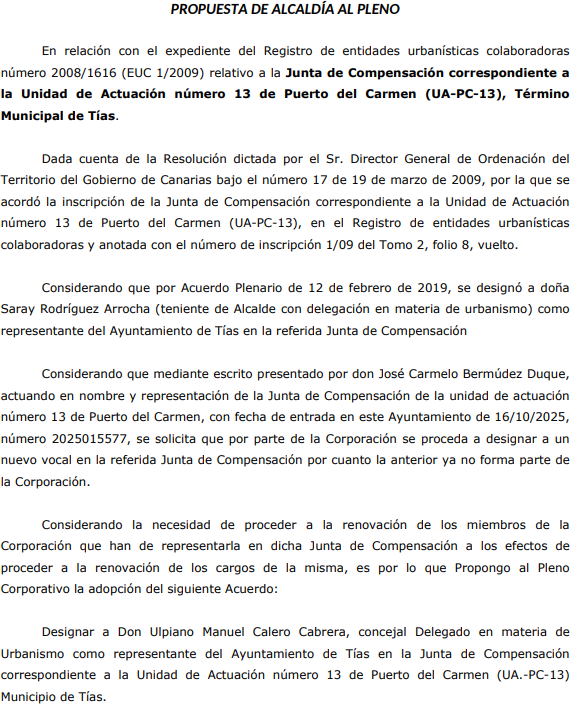 PROPUESTA DE ALCALDÍA AL PLENO
En relación con el expediente del Registro de entidades urbanísticas colaboradoras
número 2008/1616 (EUC 1/2009) relativo a la Junta de Compensación correspondiente a
la Unidad de Actuación número 13 de Puerto del Carmen (UA-PC-13), Término
Municipal de Tías.
Dada cuenta de la Resolución dictada por el Sr. Director General de Ordenación del
Territorio del Gobierno de Canarias bajo el número 17 de 19 de marzo de 2009, por la que se
acordó la inscripción de la Junta de Compensación correspondiente a la Unidad de Actuación
número 13 de Puerto del Carmen (UA-PC-13), en el Registro de entidades urbanísticas
colaboradoras y anotada con el número de inscripción 1/09 del Tomo 2, folio 8, vuelto.
Considerando que por Acuerdo Plenario de 12 de febrero de 2019, se designó a doña
Saray Rodríguez Arrocha (teniente de Alcalde con delegación en materia de urbanismo) como
representante del Ayuntamiento de Tías en la referida Junta de Compensación
Considerando que mediante escrito presentado por don José Carmelo Bermúdez Duque,
actuando en nombre y representación de la Junta de Compensación de la unidad de actuación
número 13 de Puerto del Carmen, con fecha de entrada en este Ayuntamiento de 16/10/2025,
número 2025015577, se solicita que por parte de la Corporación se proceda a designar a un
nuevo vocal en la referida Junta de Compensación por cuanto la anterior ya no forma parte de
la Corporación.
Considerando la necesidad de proceder a la renovación de los miembros de la
Corporación que han de representarla en dicha Junta de Compensación a los efectos de
proceder a la renovación de los cargos de la misma, es por lo que Propongo al Pleno
Corporativo la adopción del siguiente Acuerdo:
Designar a Don Ulpiano Manuel Calero Cabrera, concejal Delegado en materia de
Urbanismo como representante del Ayuntamiento de Tías en la Junta de Compensación
correspondiente a la Unidad de Actuación número 13 de Puerto del Carmen (UA.-PC-13)
Municipio de Tías.